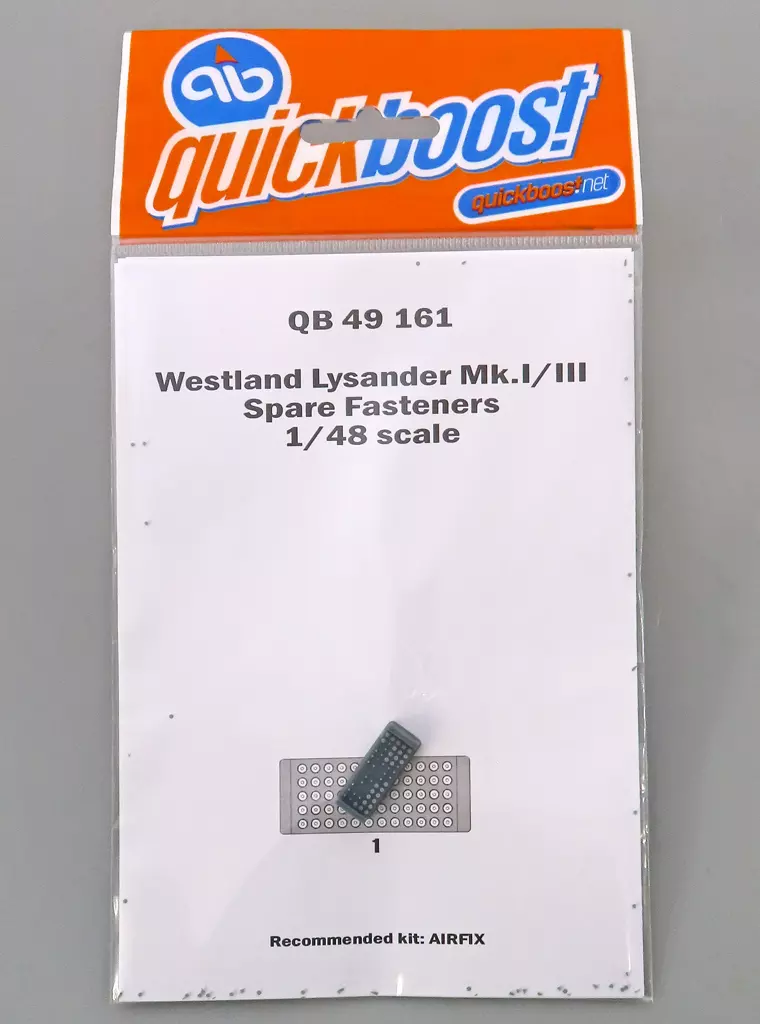 qb
quickboost
quickboost.net
QB 49 161
Westland Lysander Mk.I/III
Spare Fasteners
1/48 scale
1
Recommended kit: AIRFIX